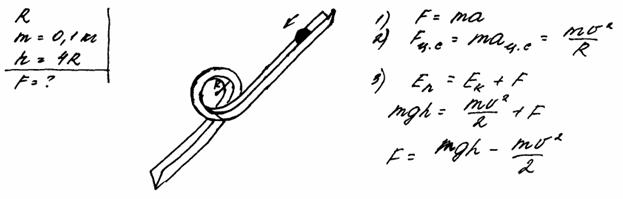 R
m = 0,1 кг
h = 4R
F = ?
R
1) F = ma
2) Fц.с = maц.с = mv²/R
3) Eп = Eк + F
mgh = mv²/2 + F
F = mgh - mv²/2